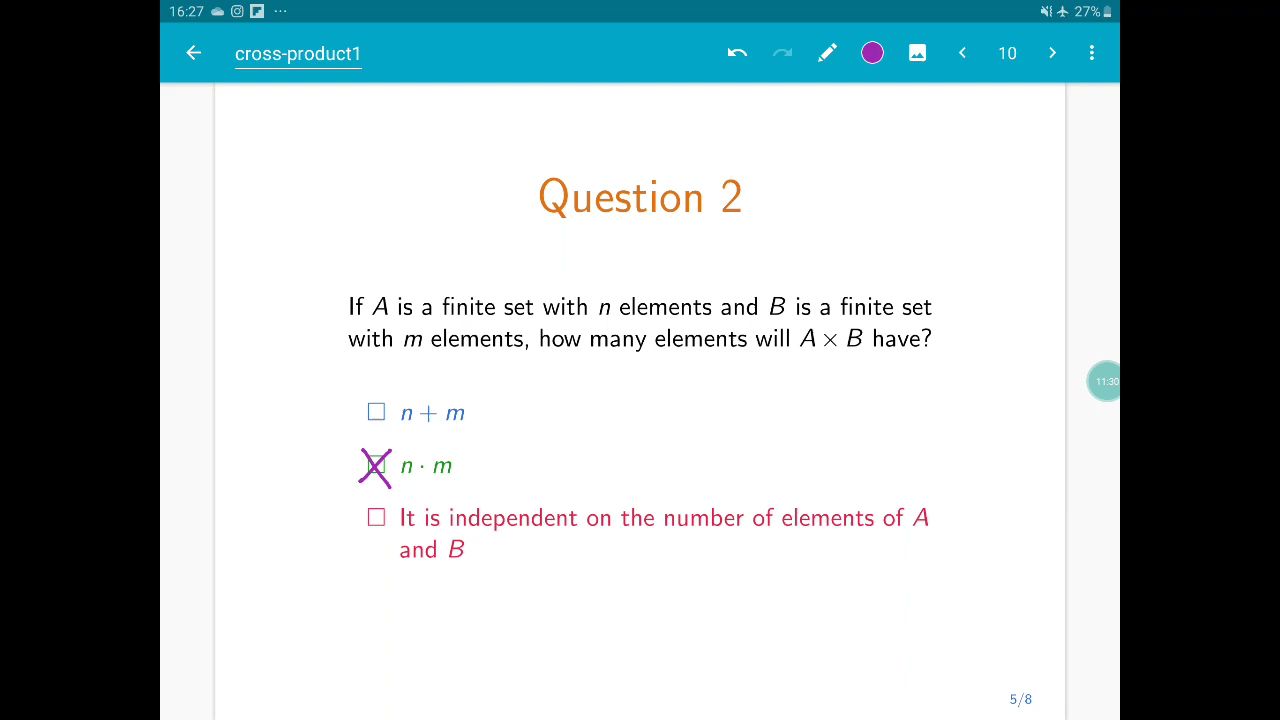 16:27 ... 27%
cross-product1 10
Question 2
If A is a finite set with n elements and B is a finite set
with m elements, how many elements will A × B have?
11:30
☐ n + m
☐ n · m
☐ It is independent on the number of elements of A
and B
5/8